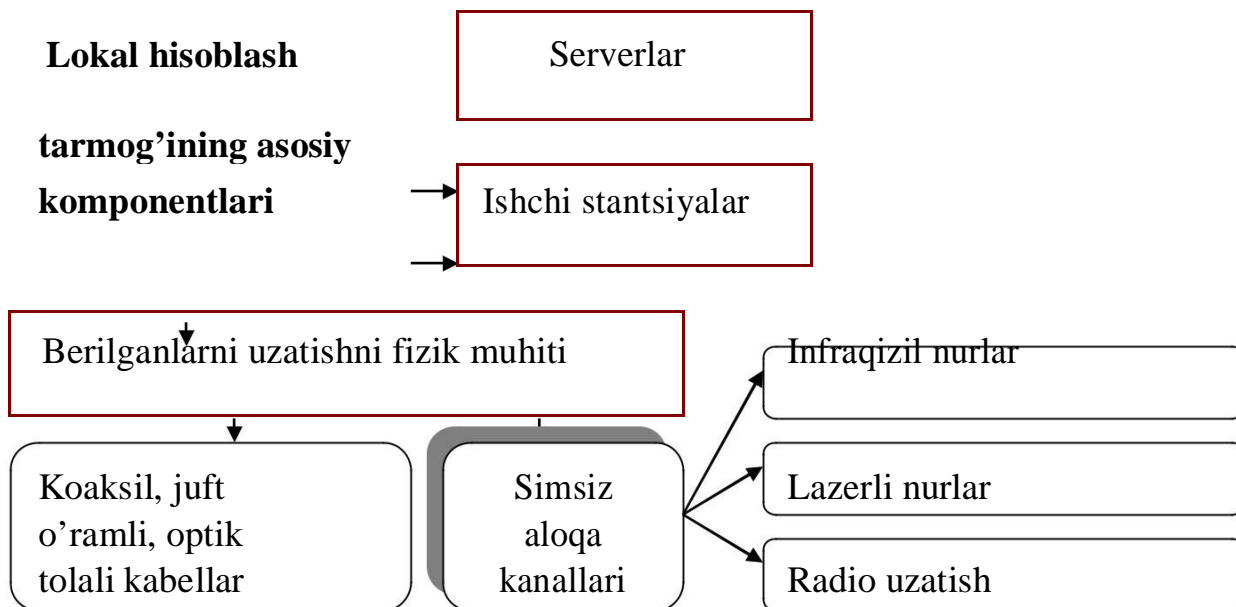 Lokal hisoblash
tarmog’ining asosiy
komponentlari
Serverlar
Ishchi stantsiyalar
Berilganlarni uzatishni fizik muhiti
Koaksil, juft
o’ramli, optik
tolali kabellar
Simsiz
aloqa
kanallari
Infraqizil nurlar
Lazerli nurlar
Radio uzatish